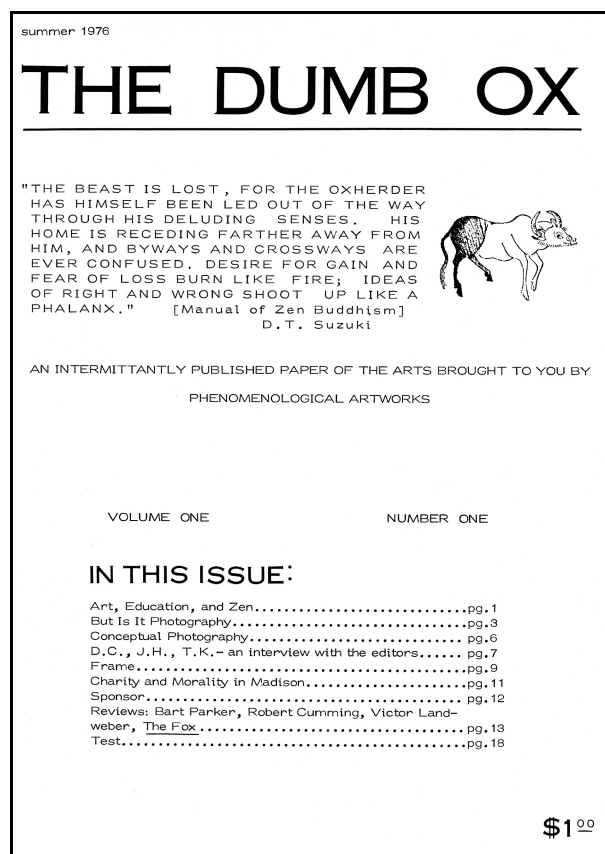 summer 1976
THE DUMB OX
"THE BEAST IS LOST, FOR THE OXHERDER
HAS HIMSELF BEEN LED OUT OF THE WAY
THROUGH HIS DELUDING SENSES. HIS
HOME IS RECEDING FARTHER AWAY FROM
HIM, AND BYWAYS AND CROSSWAYS ARE
EVER CONFUSED. DESIRE FOR GAIN AND
FEAR OF LOSS BURN LIKE FIRE; IDEAS
OF RIGHT AND WRONG SHOOT UP LIKE A
PHALANX." [Manual of Zen Buddhism]
D.T. Suzuki
AN INTERMITTANTLY PUBLISHED PAPER OF THE ARTS BROUGHT TO YOU BY
PHENOMENOLOGICAL ARTWORKS
VOLUME ONE NUMBER ONE
IN THIS ISSUE:
Art, Education, and Zen..............................pg.1
But Is It Photography................................pg.3
Conceptual Photography.............................. pg.6
D.C., J.H., T.K.- an interview with the editors...... pg.7
Frame................................................pg.9
Charity and Morality in Madison......................pg.11
Sponsor.............................................. pg.12
Reviews: Bart Parker, Robert Cumming, Victor Land-
weber, The Fox.......................................pg.13
Test.................................................pg.18
$1.00